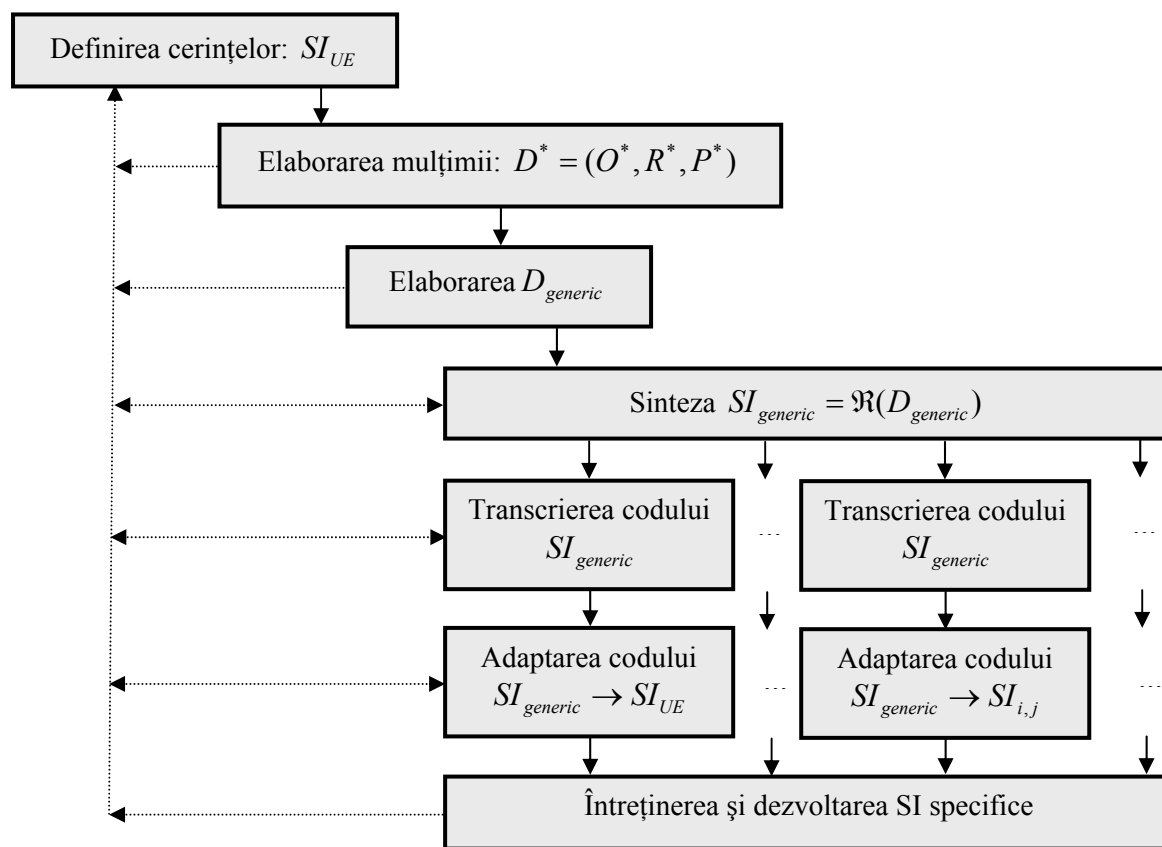 Definirea cerințelor: SI_UE
Elaborarea mulțimii: D* = (O*, R*, P*)
Elaborarea D_generic
Sinteza SI_generic = ℜ(D_generic)
Transcrierea codului
SI_generic
...
Transcrierea codului
SI_generic
...
Adaptarea codului
SI_generic → SI_UE
...
Adaptarea codului
SI_generic → SI_i,j
...
Întreținerea şi dezvoltarea SI specifice